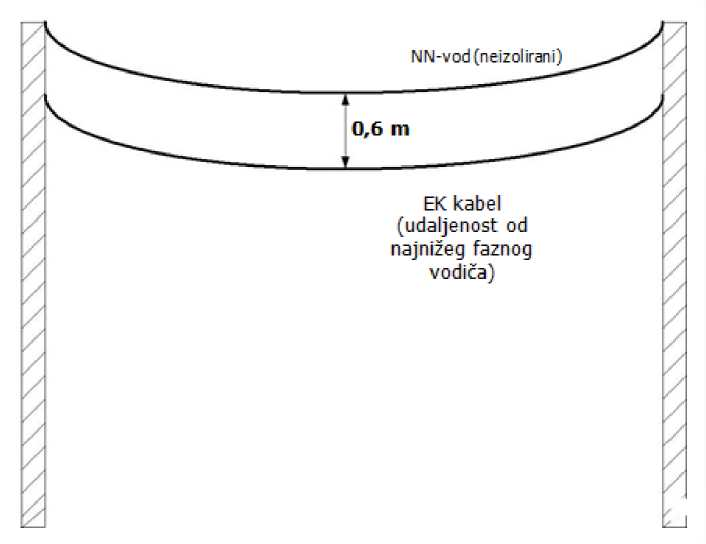 NN-vod (neizolirani)
0,6 m
EK kabel
(udaljenost od
najnižeg faznog
vodiča)